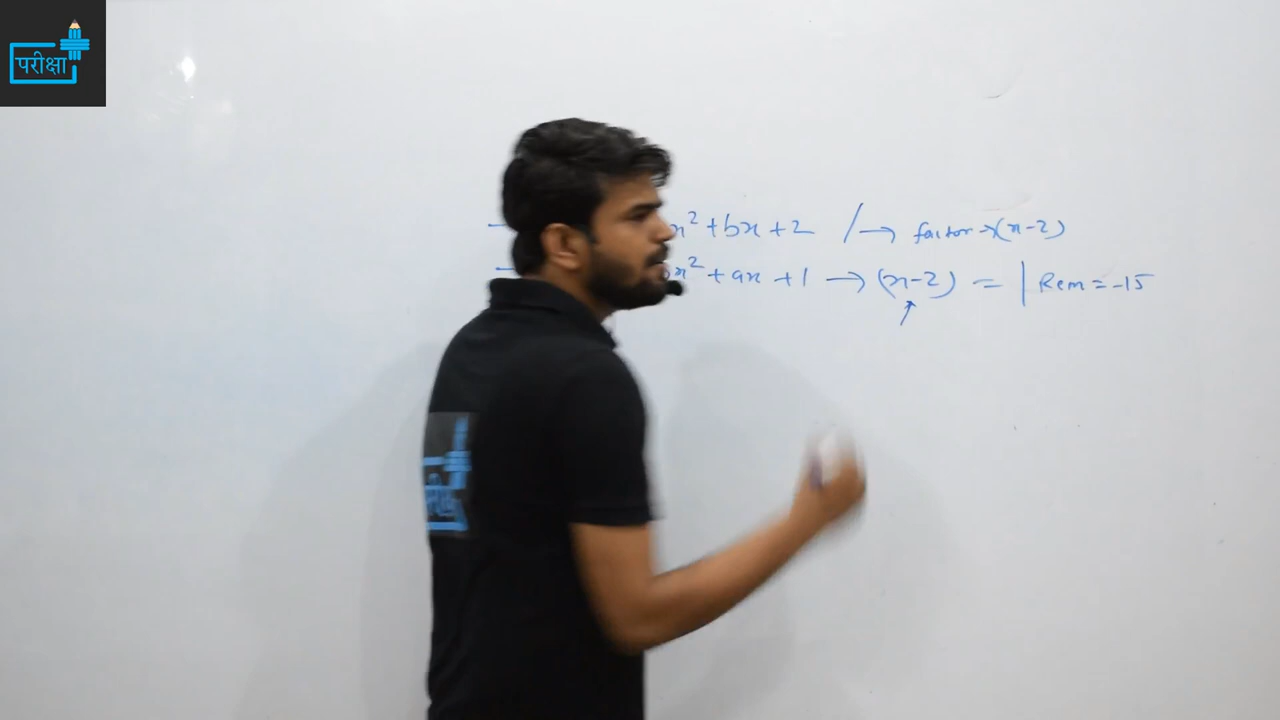 परीक्षा
x² + bx + 2 / → factor → (x-2)
x² + ax + 1 → (x-2) = | Rem = -15